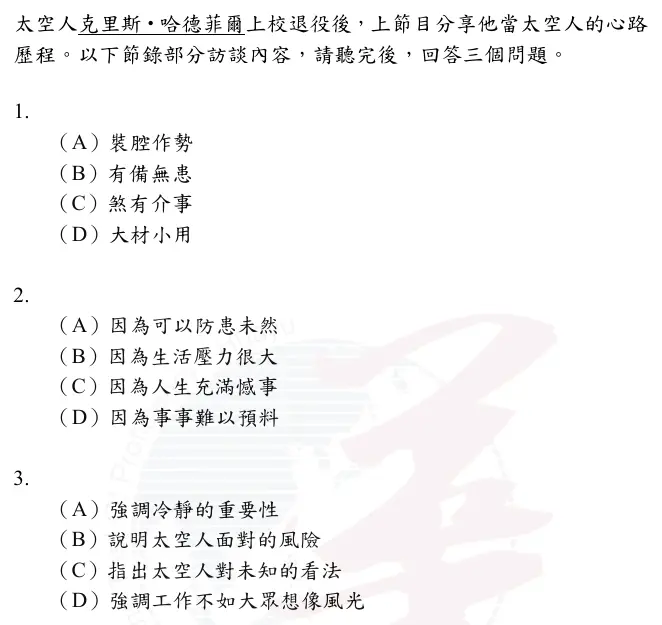 太空人克里斯•哈德菲爾上校退役後，上節目分享他當太空人的心路
歷程。以下節錄部分訪談內容，請聽完後，回答三個問題。
1.
（A）裝腔作勢
（B）有備無患
（C）煞有介事
（D）大材小用
2.
（A）因為可以防患未然
（B）因為生活壓力很大
（C）因為人生充滿憾事
（D）因為事事難以預料
3.
（A）強調冷靜的重要性
（B）說明太空人面對的風險
（C）指出太空人對未知的看法
（D）強調工作不如大眾想像風光